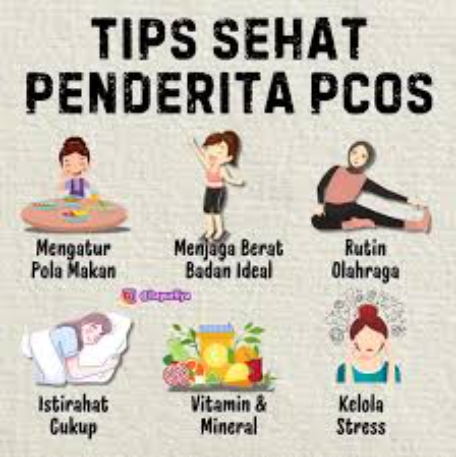 TIPS SEHAT
PENDERITA PCOS
Mengatur
Pola Makan
Menjaga Berat
Badan Ideal
Rutin
Olahraga
Istirahat
Cukup
Vitamin &
Mineral
Kelola
Stress